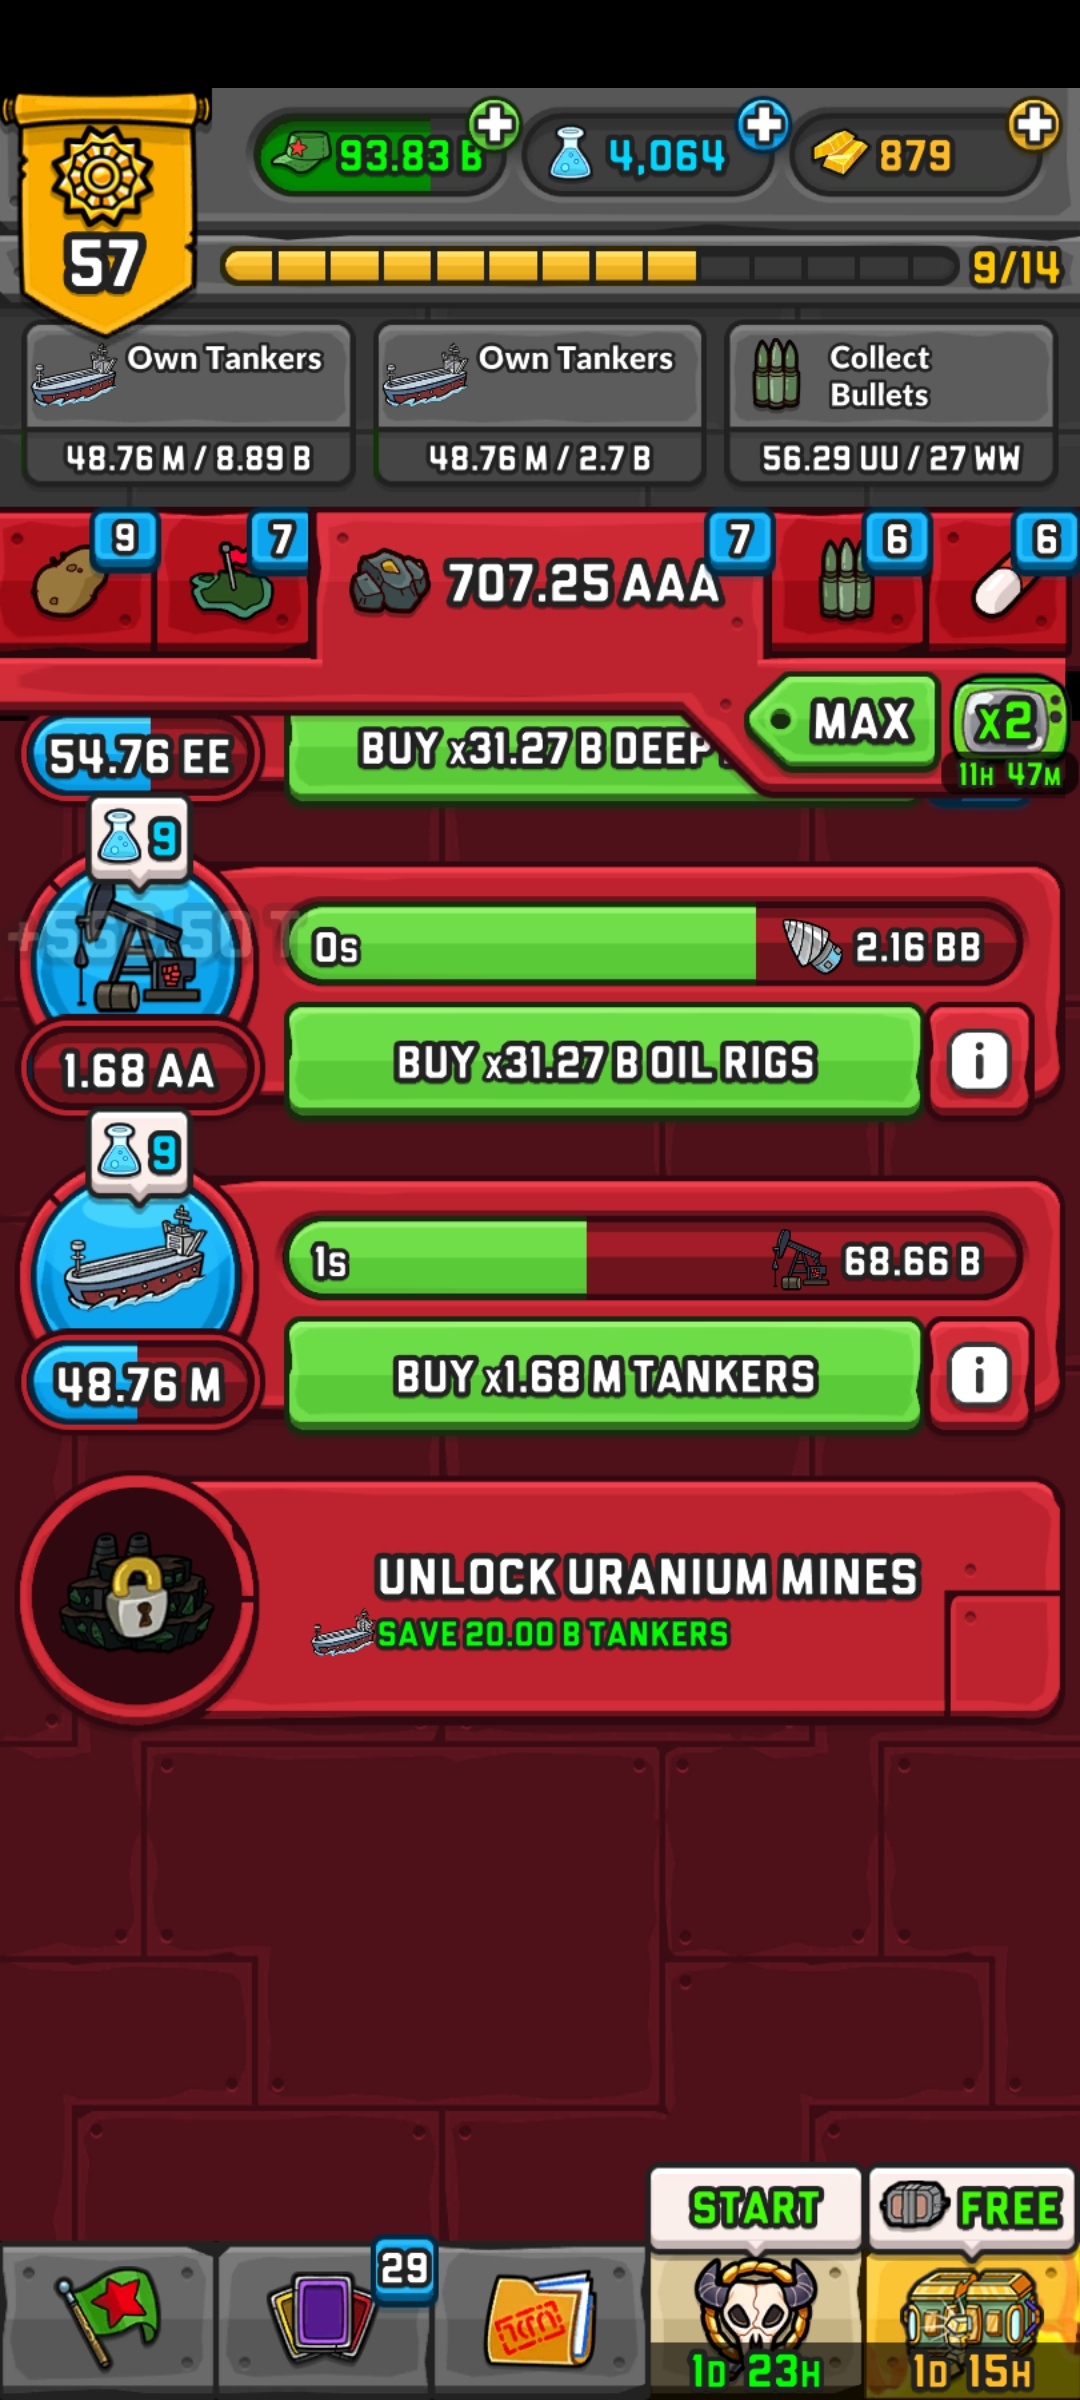 93.83 B
4,064
879
57
9/14
Own Tankers
48.76 M / 8.89 B
Own Tankers
48.76 M / 2.7 B
Collect
Bullets
56.29 UU / 27 WW
9
7
707.25 AAA
7
6
6
MAX
x2
11H 47M
54.76 EE
BUY x31.27 B DEEP
9
0s
2.16 BB
1.68 AA
BUY x31.27 B OIL RIGS
i
9
1s
68.66 B
48.76 M
BUY x1.68 M TANKERS
i
UNLOCK URANIUM MINES
SAVE 20.00 B TANKERS
START
FREE
29
1D 23H
1D 15H